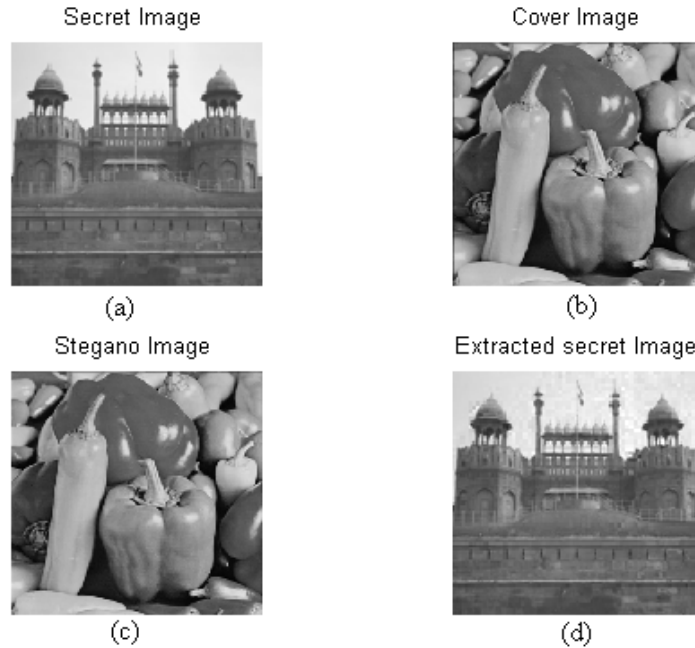 Secret Image
Cover Image
(a)
(b)
Stegano Image
Extracted secret Image
(c)
(d)